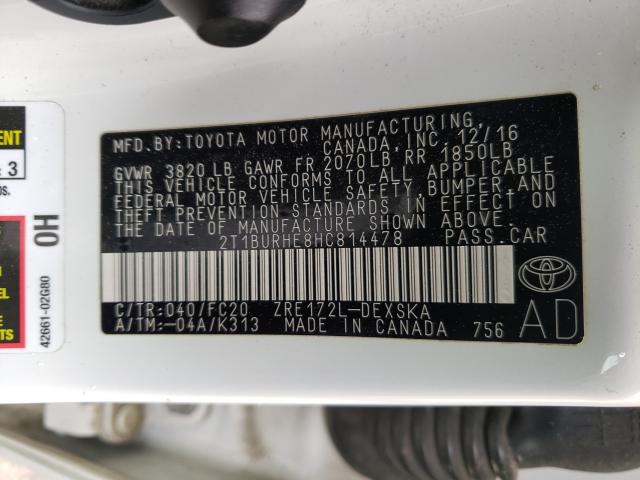 MFD.BY:TOYOTA MOTOR MANUFACTURING,
CANADA, INC 12/16
GVWR 3820 LB GAWR FR 2070LB, RR 1850LB
THIS VEHICLE CONFORMS TO ALL APPLICABLE
FEDERAL MOTOR VEHICLE SAFETY, BUMPER, AND
THEFT PREVENTION STANDARDS IN EFFECT ON
THE DATE OF MANUFACTURE SHOWN ABOVE.
2T1BURHE8HC814478 PASS.CAR
C/TR:040/FC20 ZRE172L-DEXSKA
A/TM:-04A/K313 MADE IN CANADA 756
AD
0H
42661-02G80
3